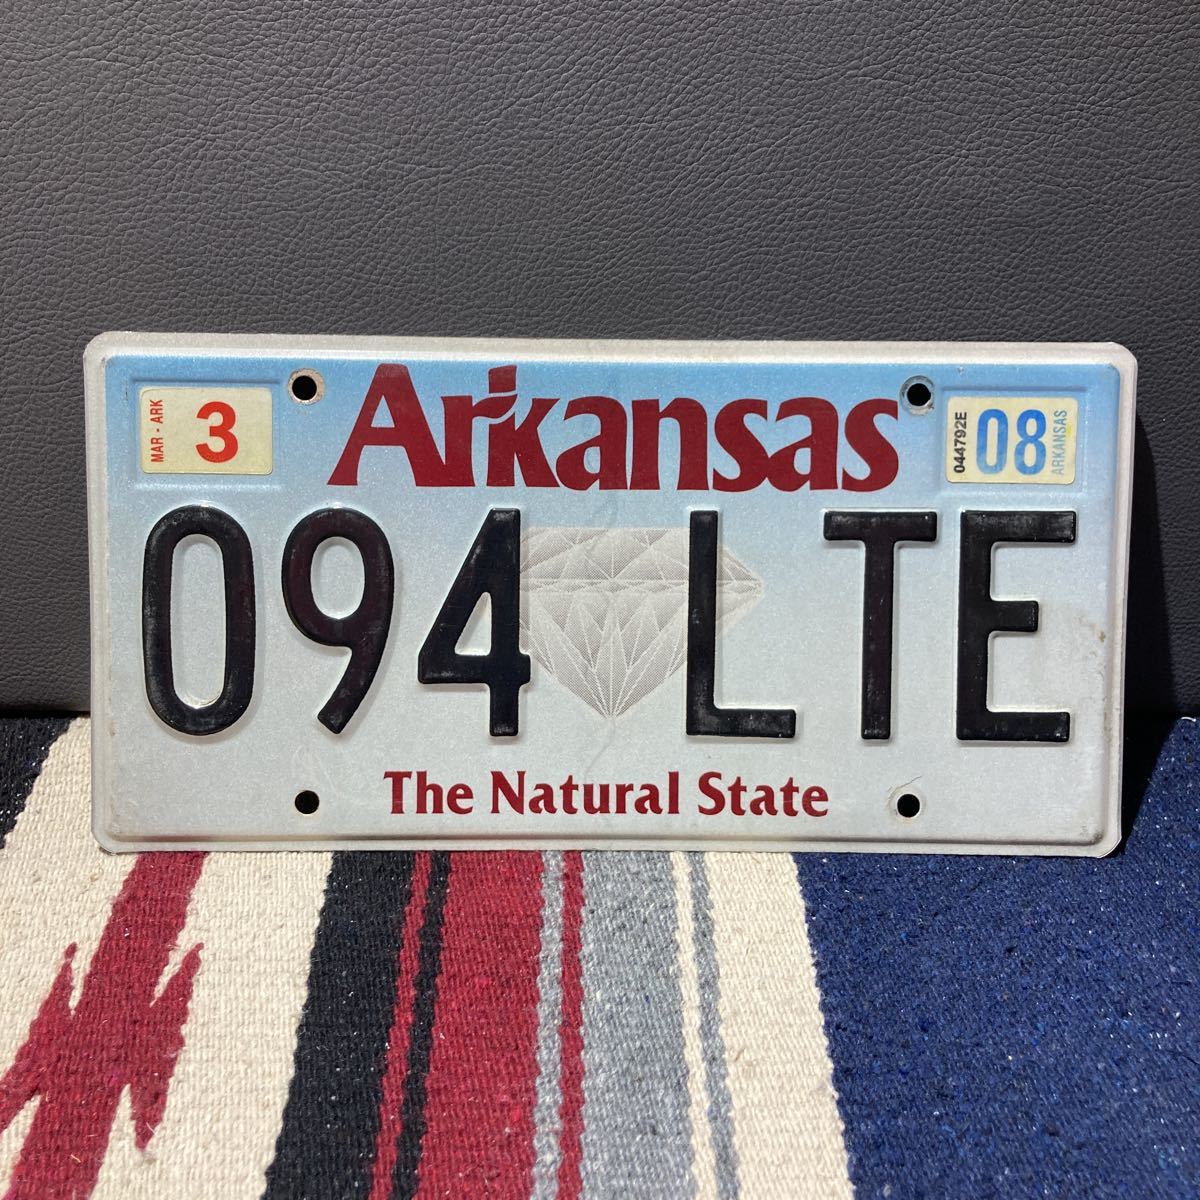 MAR - ARK
3
Arkansas
044792E
08
ARKANSAS
094 LTE
The Natural State